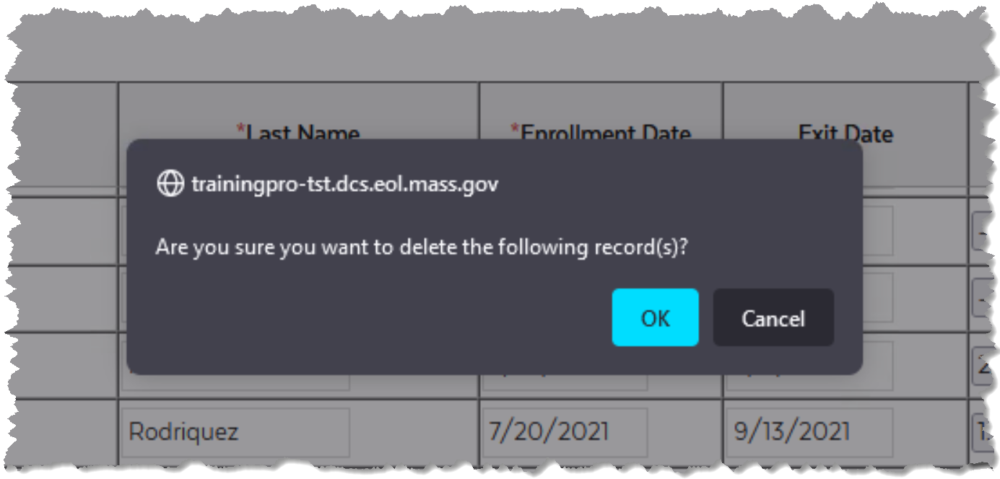 *Last Name *Enrollment Date Exit Date
trainingpro-tst.dcs.eol.mass.gov
Are you sure you want to delete the following record(s)?
OK Cancel
Rodriquez 7/20/2021 9/13/2021